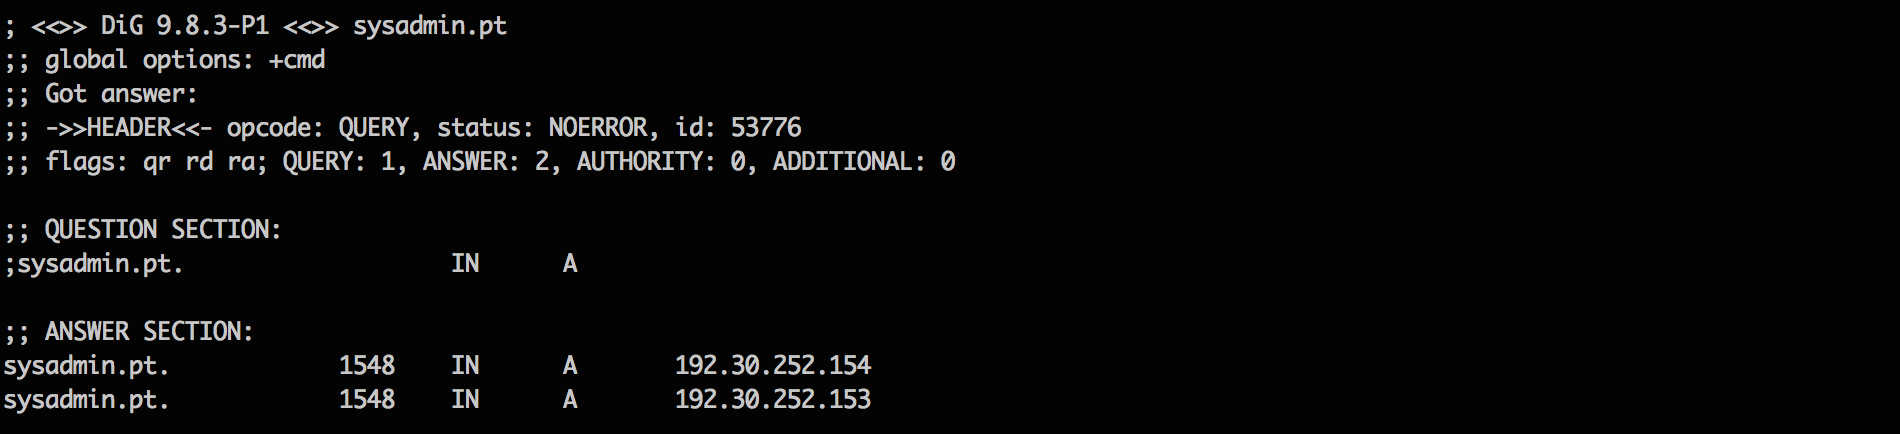 ; <<>> DiG 9.8.3-P1 <<>> sysadmin.pt
;; global options: +cmd
;; Got answer:
;; ->>HEADER<<- opcode: QUERY, status: NOERROR, id: 53776
;; flags: qr rd ra; QUERY: 1, ANSWER: 2, AUTHORITY: 0, ADDITIONAL: 0
;; QUESTION SECTION:
;sysadmin.pt. IN A
;; ANSWER SECTION:
sysadmin.pt. 1548 IN A 192.30.252.154
sysadmin.pt. 1548 IN A 192.30.252.153